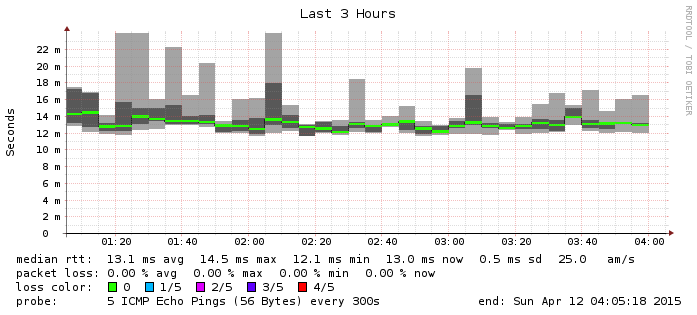 Last 3 Hours
RRDTOOL / TOBI OETIKER
Seconds
22 m
20 m
18 m
16 m
14 m
12 m
10 m
8 m
6 m
4 m
2 m
0
01:20 01:40 02:00 02:20 02:40 03:00 03:20 03:40 04:00
median rtt: 13.1 ms avg 14.5 ms max 12.1 ms min 13.0 ms now 0.5 ms sd 25.0 am/s
packet loss: 0.00 % avg 0.00 % max 0.00 % min 0.00 % now
loss color: 0 1/5 2/5 3/5 4/5
probe: 5 ICMP Echo Pings (56 Bytes) every 300s end: Sun Apr 12 04:05:18 2015